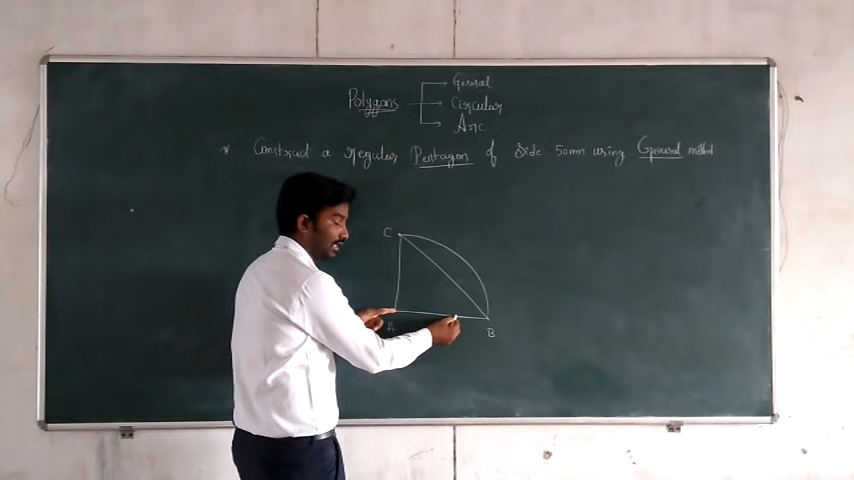 General
Polygons Circular
Arc
* Construct a regular Pentagon of Side 50mm using General method
C
A
B